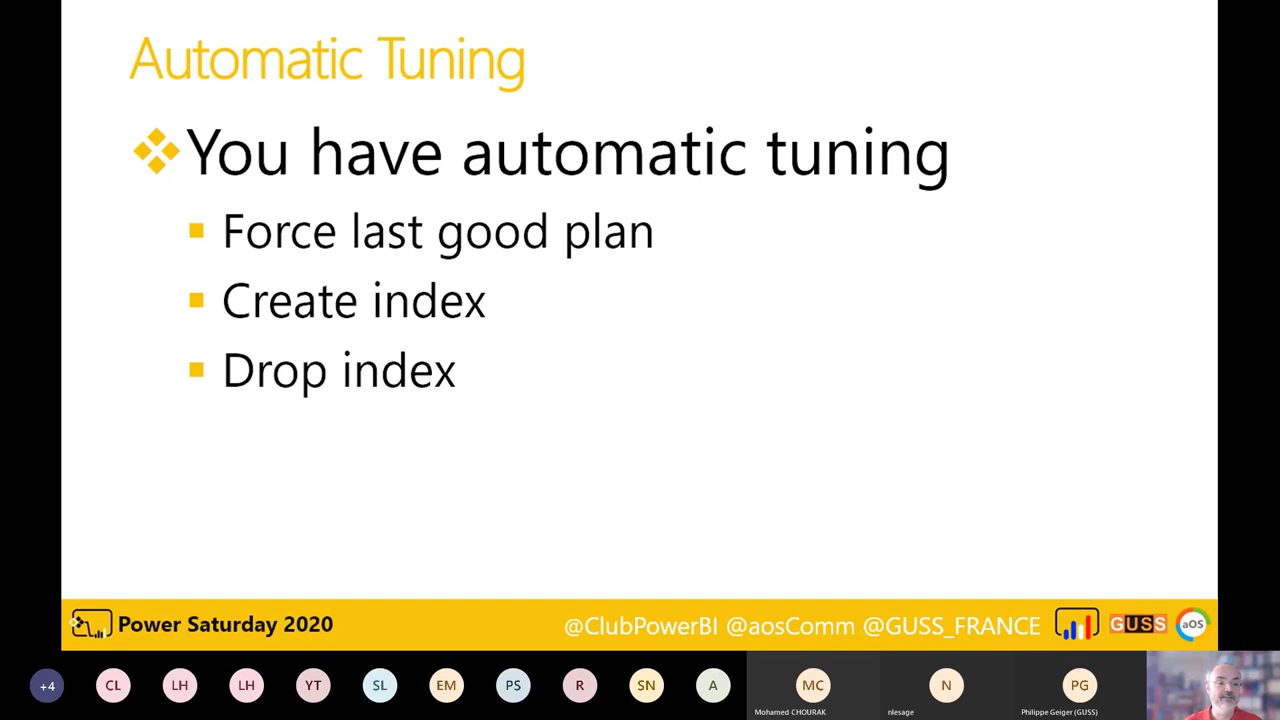 Automatic Tuning
You have automatic tuning
Force last good plan
Create index
Drop index
Power Saturday 2020
@ClubPowerBI @aosComm @GUSS_FRANCE
GUSS
aOS
+4
CL
LH
LH
YT
SL
EM
PS
R
SN
A
MC
Mohamed CHOURAK
N
nlesage
PG
Philippe Geiger (GUSS)